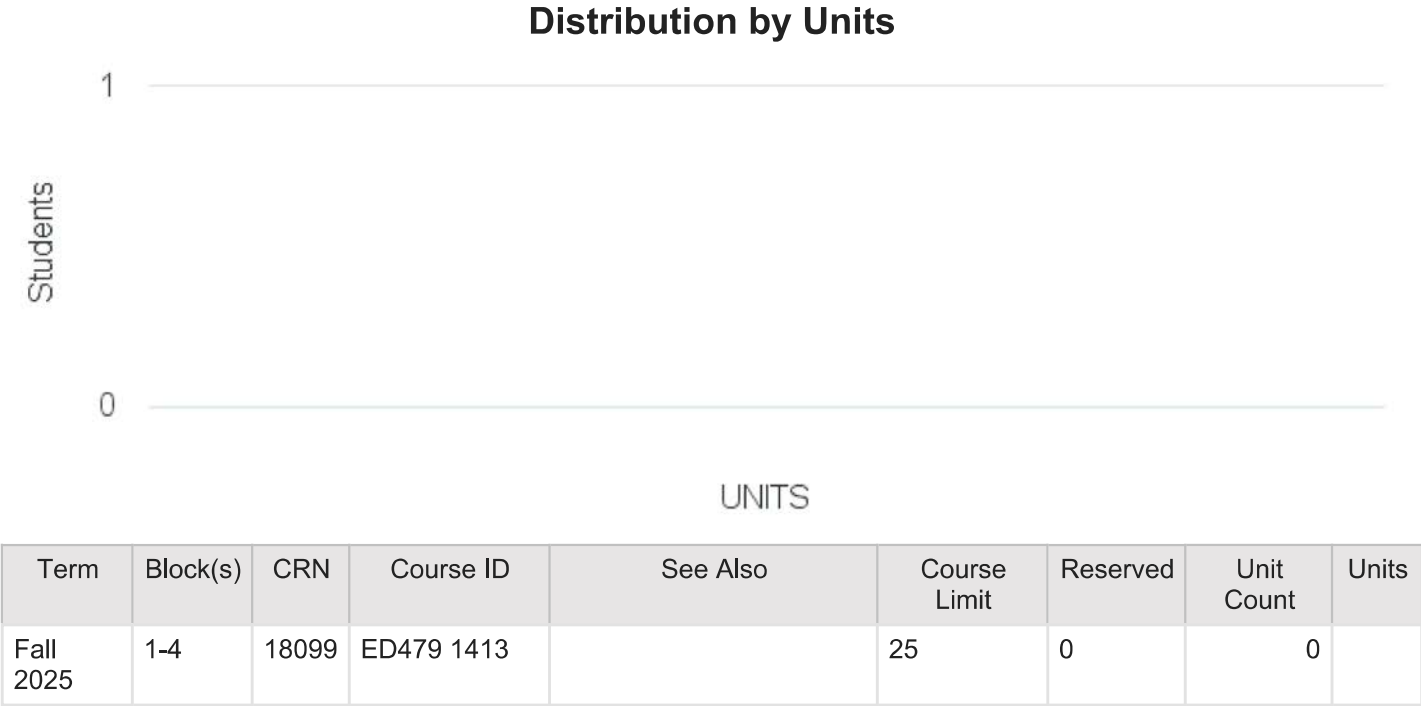 Distribution by Units
1
Students
0
UNITS
Term Block(s) CRN Course ID See Also Course Limit Reserved Unit Count Units
Fall 2025 1-4 18099 ED479 1413 25 0 0